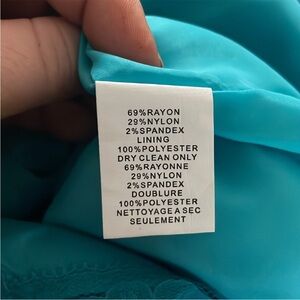 69%RAYON
29%NYLON
2%SPANDEX
LINING
100%POLYESTER
DRY CLEAN ONLY
69%RAYONNE
29%NYLON
2%SPANDEX
DOUBLURE
100%POLYESTER
NETTOYAGE A SEC
SEULEMENT